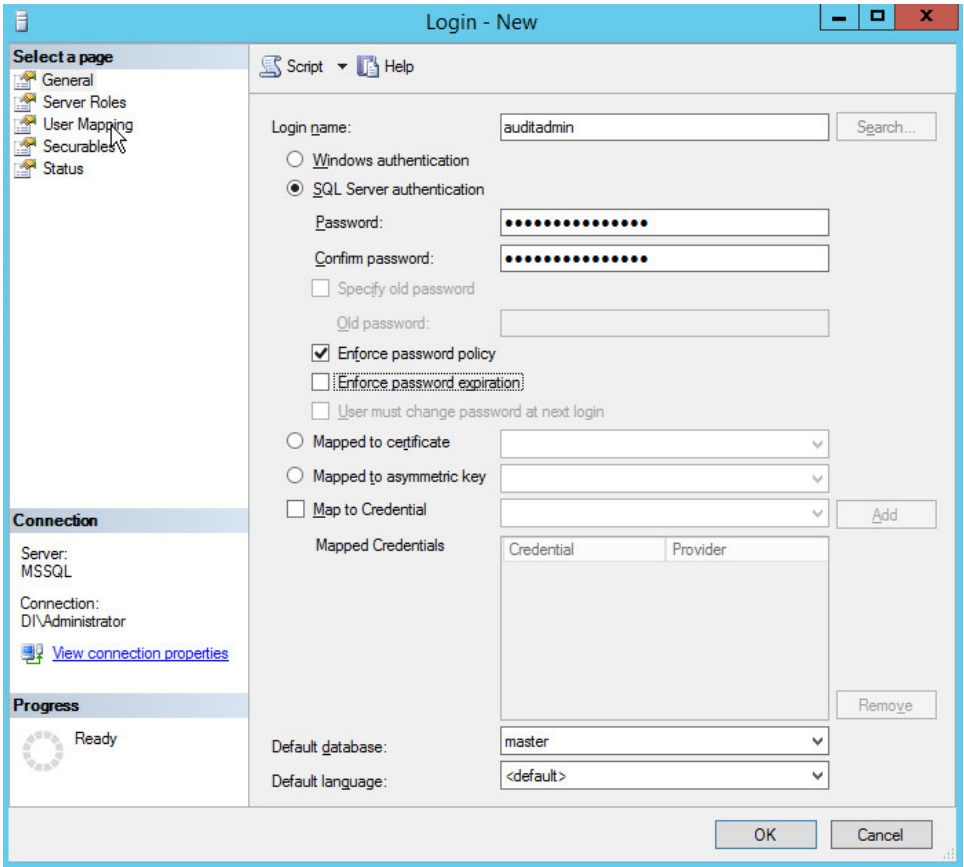 Login - New
Select a page
General
Server Roles
User Mapping
Securables
Status
Script Help
Login name: auditadmin Search...
Windows authentication
SQL Server authentication
Password: ●●●●●●●●●●●●●●●
Confirm password: ●●●●●●●●●●●●●●●
Specify old password
Old password:
Enforce password policy
Enforce password expiration
User must change password at next login
Mapped to certificate
Mapped to asymmetric key
Map to Credential Add
Mapped Credentials Credential Provider
Remove
Default database: master
Default language: <default>
Connection
Server:
MSSQL
Connection:
DI\Administrator
View connection properties
Progress
Ready
OK Cancel